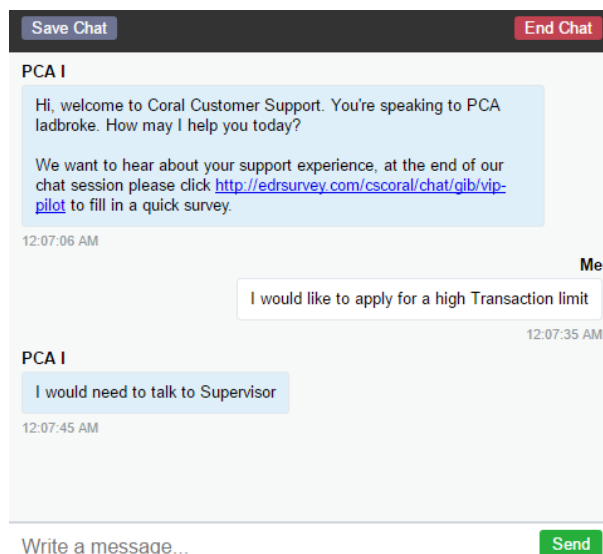 Save Chat
End Chat
PCA I
Hi, welcome to Coral Customer Support. You're speaking to PCA
ladbroke. How may I help you today?
We want to hear about your support experience, at the end of our
chat session please click http://edrsurvey.com/cscoral/chat/gib/vip-
pilot to fill in a quick survey.
12:07:06 AM
Me
I would like to apply for a high Transaction limit
12:07:35 AM
PCA I
I would need to talk to Supervisor
12:07:45 AM
Write a message...
Send